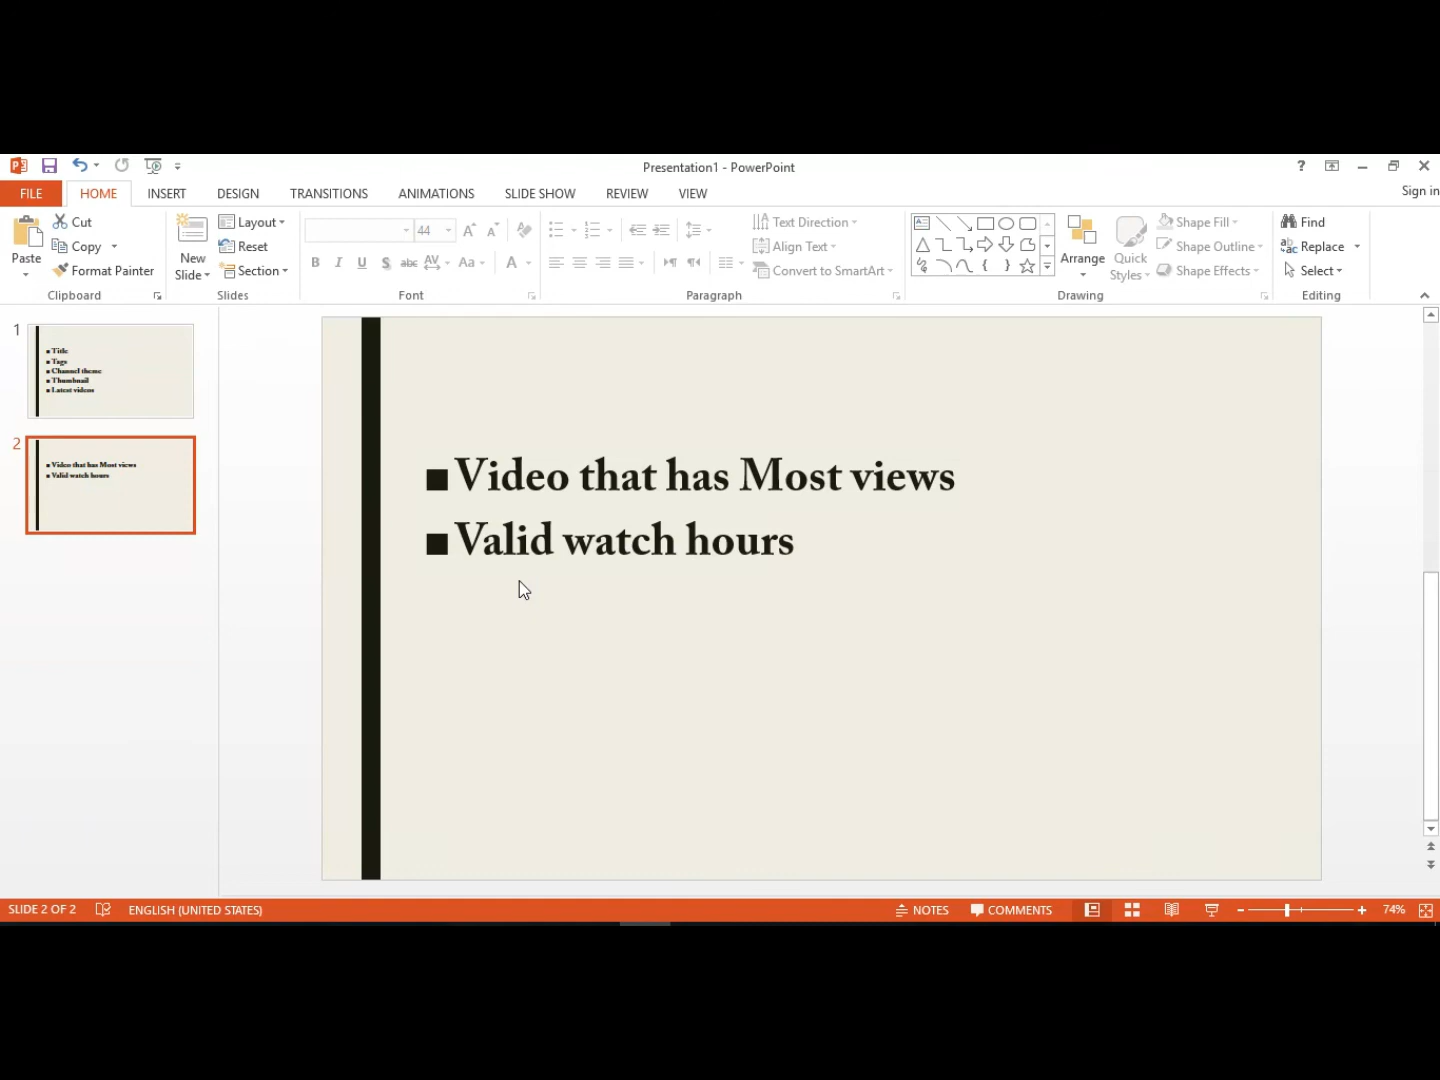 Presentation1 - PowerPoint
?
FILE
HOME
INSERT
DESIGN
TRANSITIONS
ANIMATIONS
SLIDE SHOW
REVIEW
VIEW
Sign in
Paste
Cut
Copy
Format Painter
Clipboard
New
Slide
Layout
Reset
Section
Slides
44
B I U S abc AV Aa A
Font
Text Direction
Align Text
Convert to SmartArt
Paragraph
Arrange
Quick
Styles
Shape Fill
Shape Outline
Shape Effects
Drawing
Find
Replace
Select
Editing
1
■ Title
■ Tags
■ Channel theme
■ Thumbnail
■ Latest videos
2
■ Video that has Most views
■ Valid watch hours
■ Video that has Most views
■ Valid watch hours
SLIDE 2 OF 2
ENGLISH (UNITED STATES)
NOTES
COMMENTS
74%